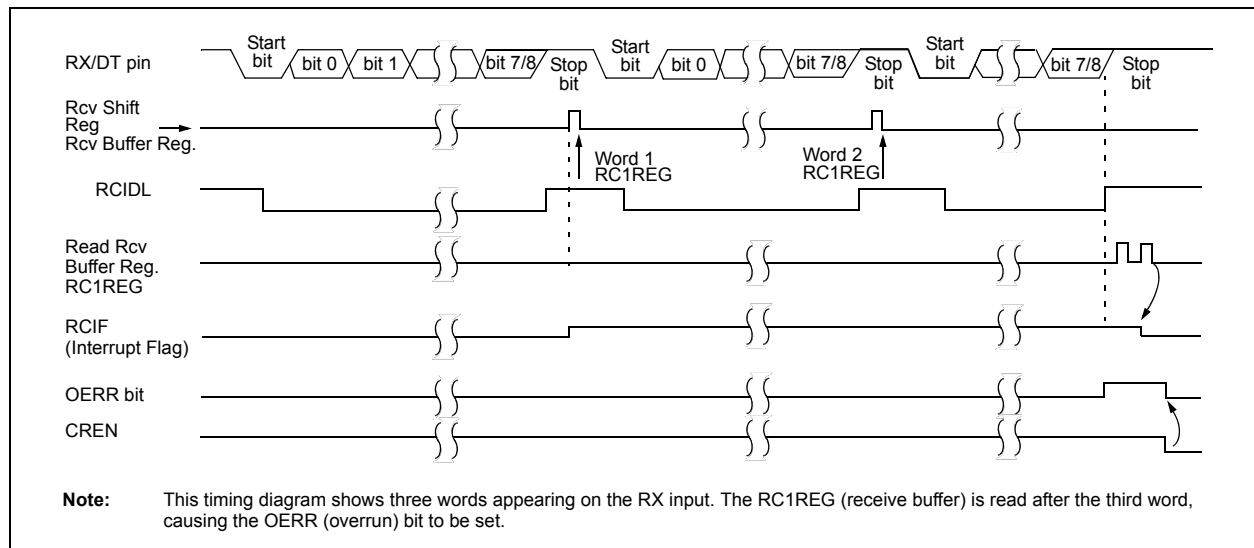 Start bit
bit 0
bit 1
bit 7/8
Stop bit
Start bit
bit 0
bit 7/8
Stop bit
Start bit
bit 7/8
Stop bit
RX/DT pin
Rcv Shift
Reg
Rcv Buffer Reg.
Word 1
RC1REG
Word 2
RC1REG
RCIDL
Read Rcv
Buffer Reg.
RC1REG
RCIF
(Interrupt Flag)
OERR bit
CREN
Note: This timing diagram shows three words appearing on the RX input. The RC1REG (receive buffer) is read after the third word,
causing the OERR (overrun) bit to be set.